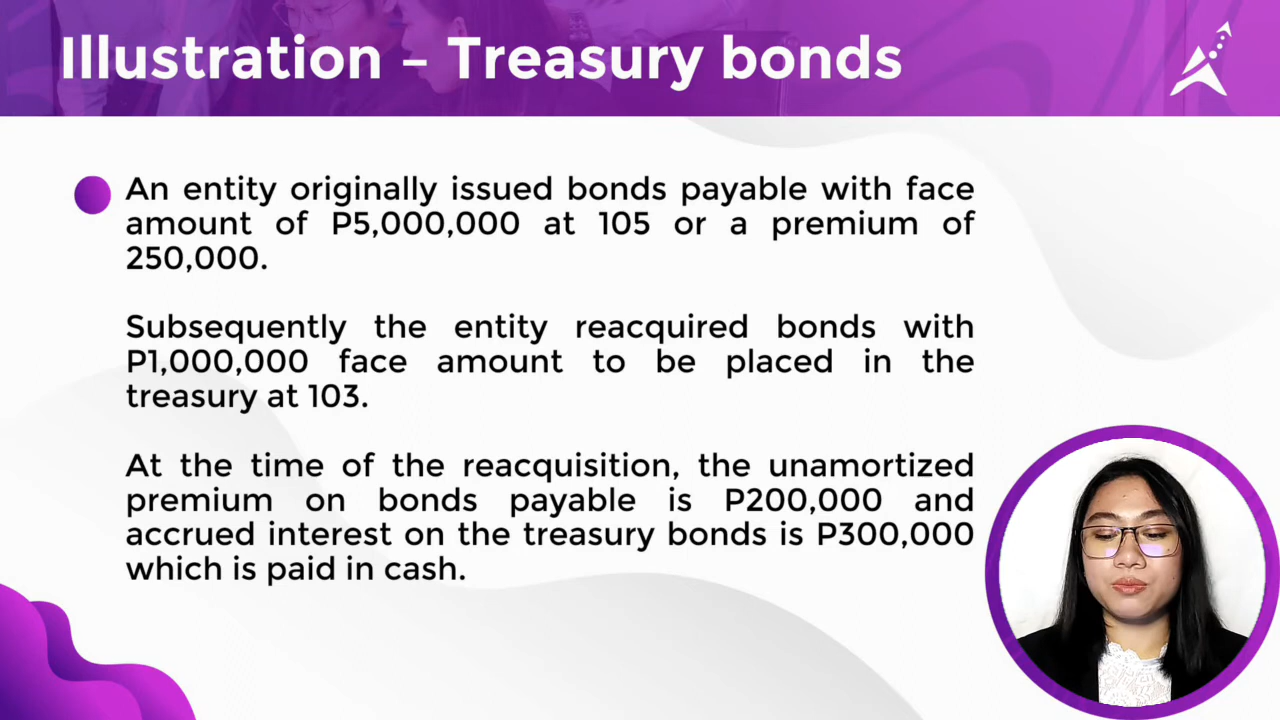 Illustration – Treasury bonds
An entity originally issued bonds payable with face
amount of P5,000,000 at 105 or a premium of
250,000.
Subsequently the entity reacquired bonds with
P1,000,000 face amount to be placed in the
treasury at 103.
At the time of the reacquisition, the unamortized
premium on bonds payable is P200,000 and
accrued interest on the treasury bonds is P300,000
which is paid in cash.